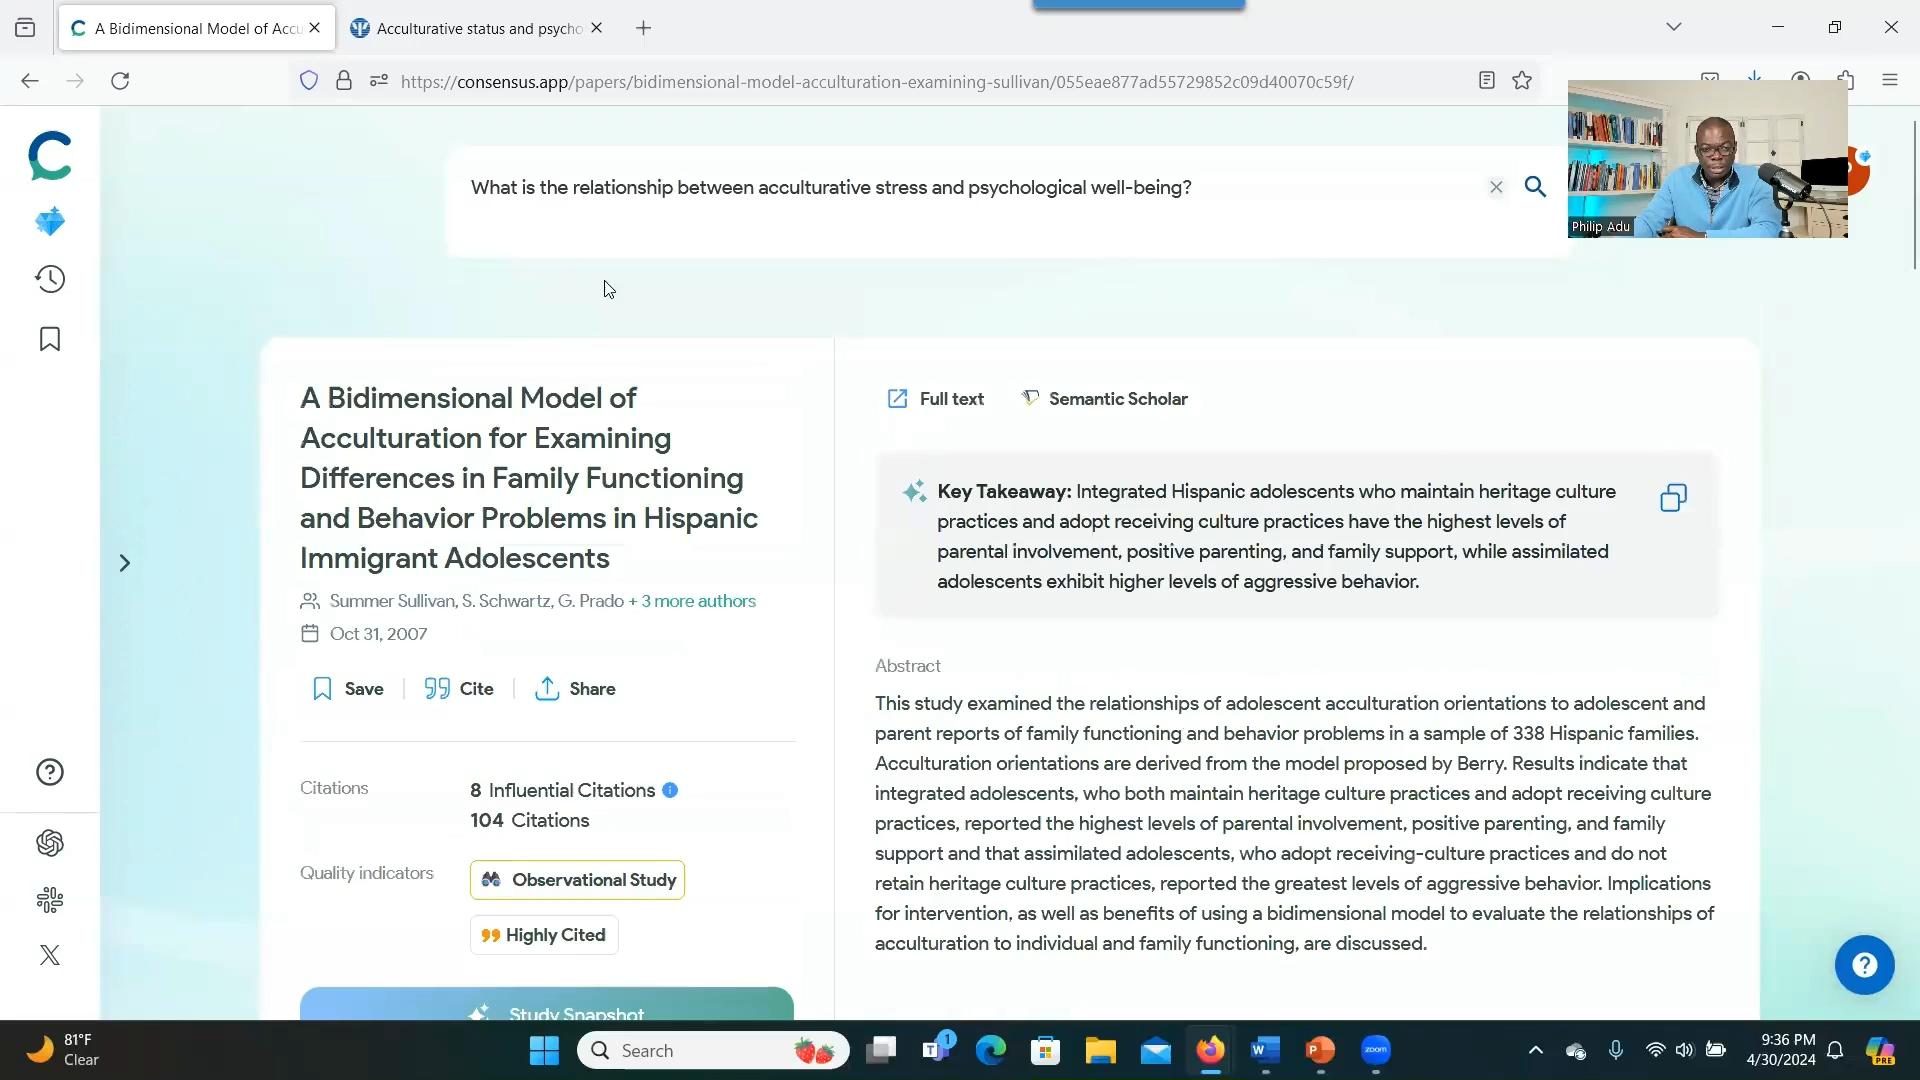 A Bidimensional Model of Accu
Acculturative status and psycho
https://consensus.app/papers/bidimensional-model-acculturation-examining-sullivan/055eae877ad55729852c09d40070c59f/
What is the relationship between acculturative stress and psychological well-being?
Philip Adu
A Bidimensional Model of
Acculturation for Examining
Differences in Family Functioning
and Behavior Problems in Hispanic
Immigrant Adolescents
Summer Sullivan, S. Schwartz, G. Prado + 3 more authors
Oct 31, 2007
Save
Cite
Share
Citations
8 Influential Citations
104 Citations
Quality indicators
Observational Study
Highly Cited
Study Snapshot
Full text
Semantic Scholar
Key Takeaway: Integrated Hispanic adolescents who maintain heritage culture
practices and adopt receiving culture practices have the highest levels of
parental involvement, positive parenting, and family support, while assimilated
adolescents exhibit higher levels of aggressive behavior.
Abstract
This study examined the relationships of adolescent acculturation orientations to adolescent and
parent reports of family functioning and behavior problems in a sample of 338 Hispanic families.
Acculturation orientations are derived from the model proposed by Berry. Results indicate that
integrated adolescents, who both maintain heritage culture practices and adopt receiving culture
practices, reported the highest levels of parental involvement, positive parenting, and family
support and that assimilated adolescents, who adopt receiving-culture practices and do not
retain heritage culture practices, reported the greatest levels of aggressive behavior. Implications
for intervention, as well as benefits of using a bidimensional model to evaluate the relationships of
acculturation to individual and family functioning, are discussed.
81°F
Clear
Search
1
zoom
9:36 PM
4/30/2024
PRE